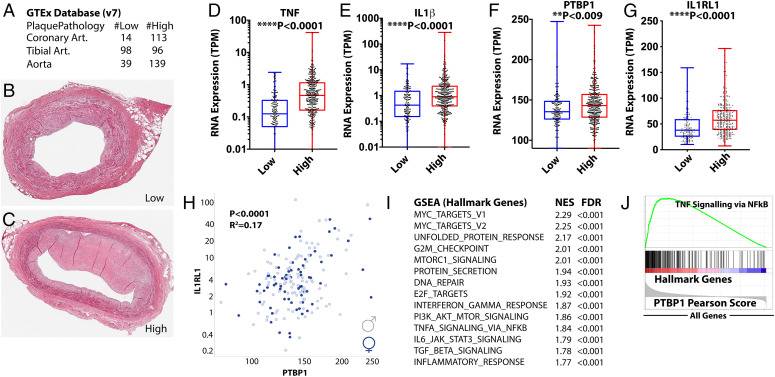 A
GTEx Database (v7)
PlaquePathology #Low #High
Coronary Art. 14 113
Tibial Art. 98 96
Aorta 39 139
B
Low
C
High
D
TNF
****P<0.0001
RNA Expression (TPM)
1000
100
10
1
0.1
0.01
Low High
E
IL1β
****P<0.0001
RNA Expression (TPM)
1000
100
10
1
0.1
0.01
Low High
F
PTBP1
**P<0.009
RNA Expression (TPM)
250
200
150
100
50
Low High
G
IL1RL1
****P<0.0001
RNA Expression (TPM)
250
200
150
100
50
0
Low High
H
P<0.0001
R²=0.17
IL1RL1
100
50
20
10
5
2
1
0.4
0.2
100 150 200 250
PTBP1
♂
♀
I
GSEA (Hallmark Genes) NES FDR
MYC_TARGETS_V1 2.29 <0.001
MYC_TARGETS_V2 2.25 <0.001
UNFOLDED_PROTEIN_RESPONSE 2.17 <0.001
G2M_CHECKPOINT 2.01 <0.001
MTORC1_SIGNALING 2.01 <0.001
PROTEIN_SECRETION 1.94 <0.001
DNA_REPAIR 1.93 <0.001
E2F_TARGETS 1.92 <0.001
INTERFERON_GAMMA_RESPONSE 1.87 <0.001
PI3K_AKT_MTOR_SIGNALING 1.86 <0.001
TNFA_SIGNALING_VIA_NFKB 1.84 <0.001
IL6_JAK_STAT3_SIGNALING 1.79 <0.001
TGF_BETA_SIGNALING 1.78 <0.001
INFLAMMATORY_RESPONSE 1.77 <0.001
J
TNF Signalling via NFkB
Hallmark Genes
PTBP1 Pearson Score
All Genes